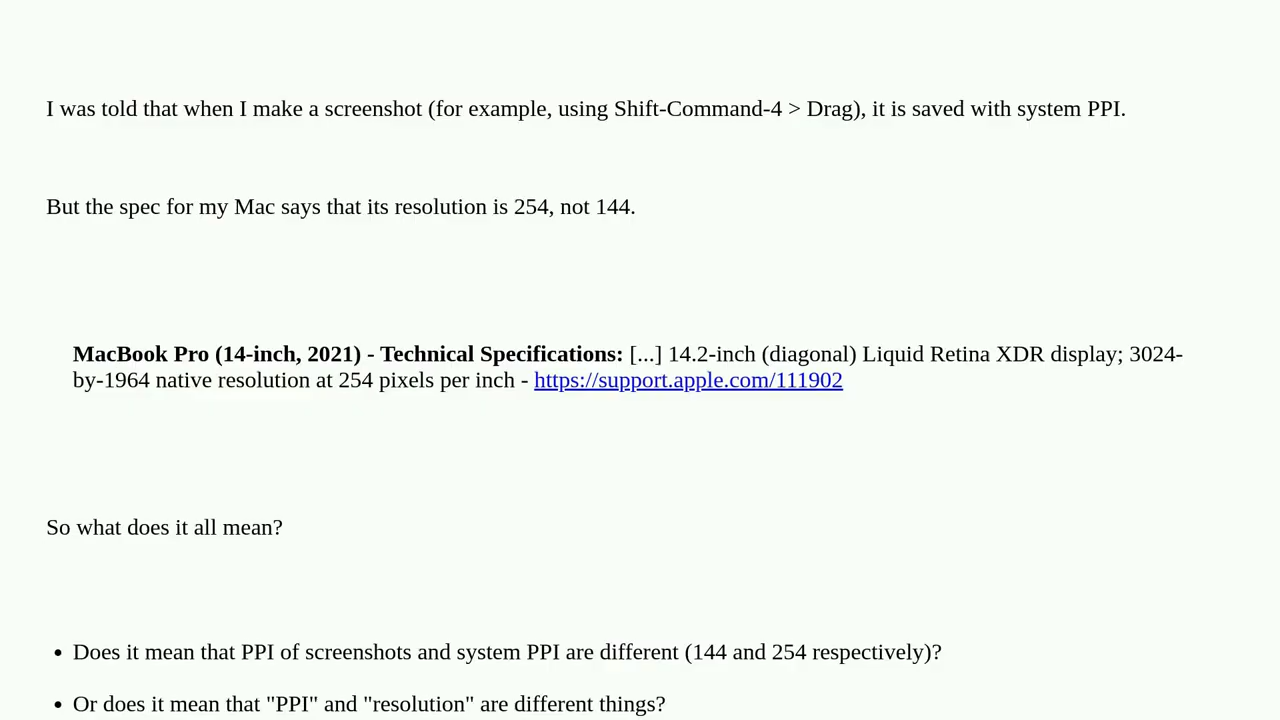 I was told that when I make a screenshot (for example, using Shift-Command-4 > Drag), it is saved with system PPI.
But the spec for my Mac says that its resolution is 254, not 144.
MacBook Pro (14-inch, 2021) - Technical Specifications: [...] 14.2-inch (diagonal) Liquid Retina XDR display; 3024-
by-1964 native resolution at 254 pixels per inch - https://support.apple.com/111902
So what does it all mean?
• Does it mean that PPI of screenshots and system PPI are different (144 and 254 respectively)?
• Or does it mean that "PPI" and "resolution" are different things?